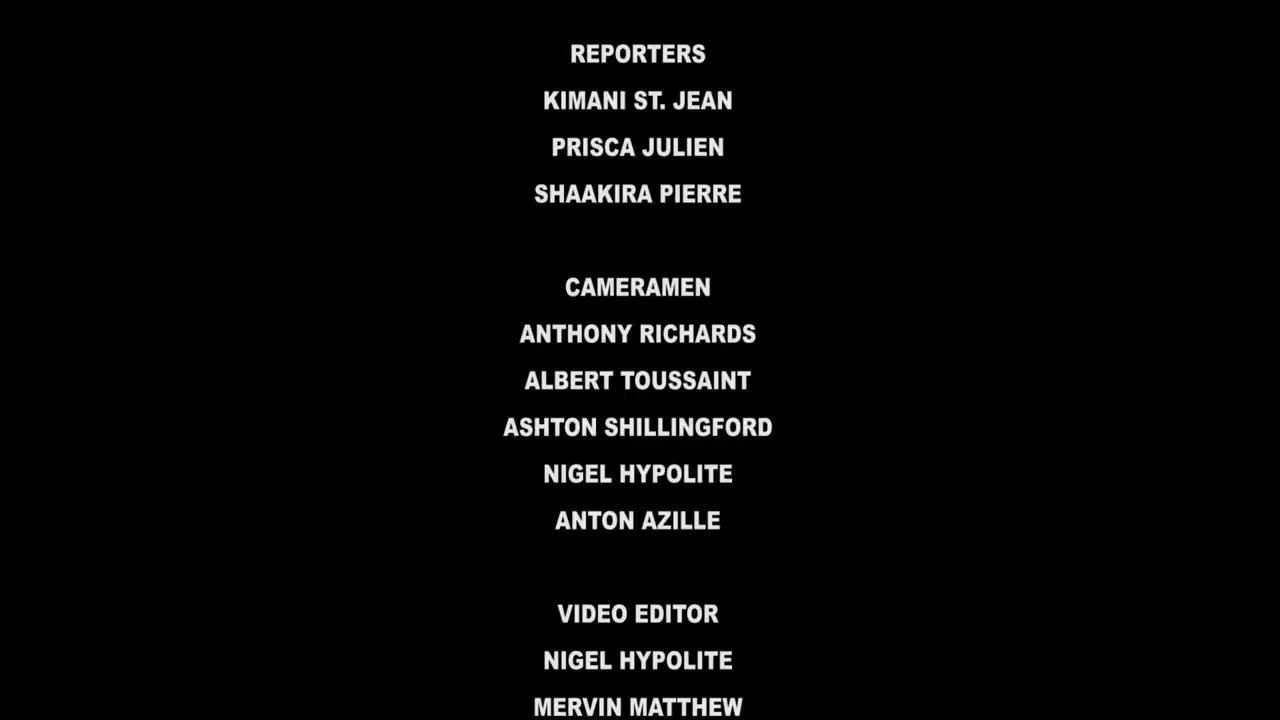 REPORTERS
KIMANI ST. JEAN
PRISCA JULIEN
SHAAKIRA PIERRE
CAMERAMEN
ANTHONY RICHARDS
ALBERT TOUSSAINT
ASHTON SHILLINGFORD
NIGEL HYPOLITE
ANTON AZILLE
VIDEO EDITOR
NIGEL HYPOLITE
MERVIN MATTHEW